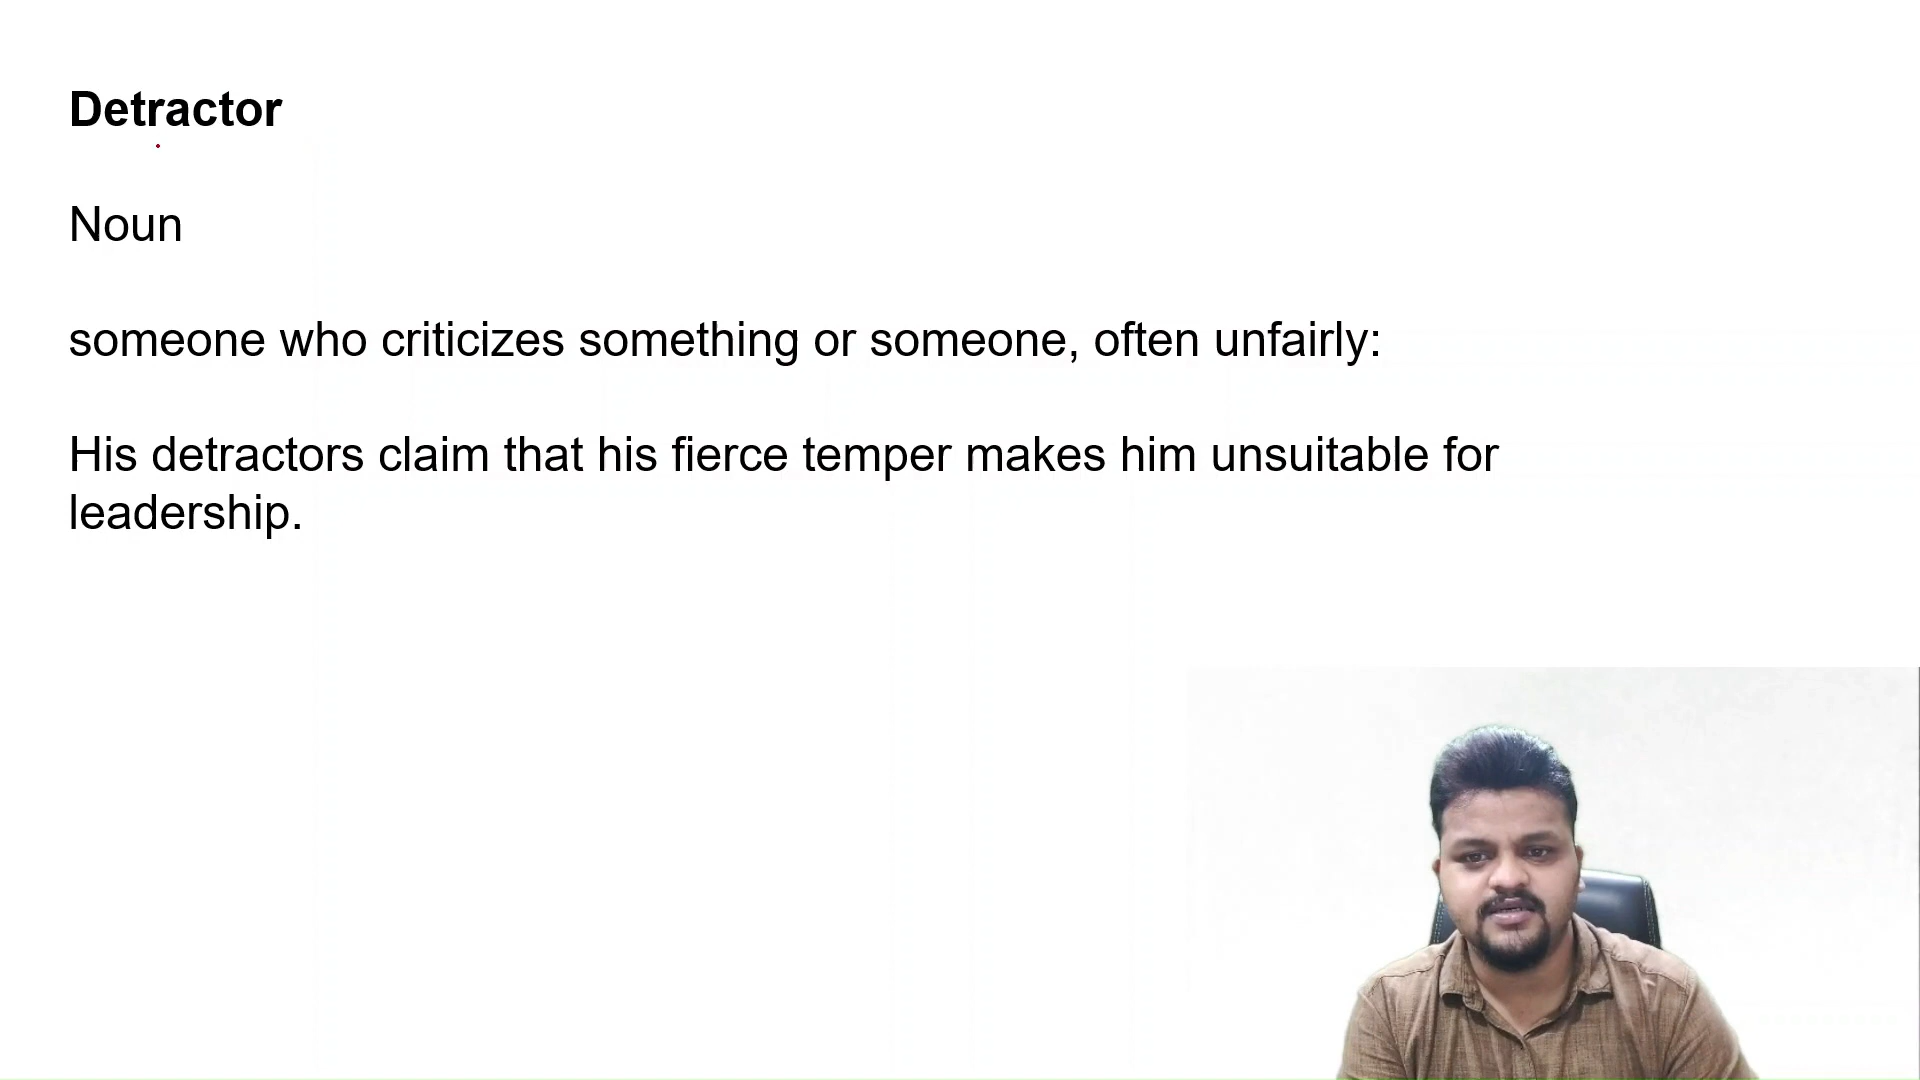 Detractor
Noun
someone who criticizes something or someone, often unfairly:
His detractors claim that his fierce temper makes him unsuitable for
leadership.